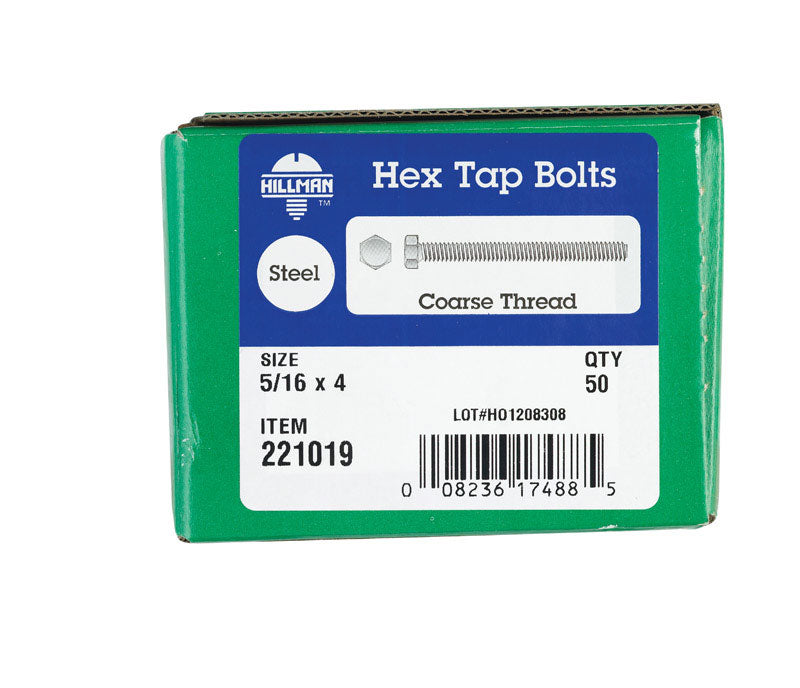 HILLMAN
TM
Hex Tap Bolts
Steel
Coarse Thread
SIZE
5/16 x 4
QTY
50
LOT#HO1208308
ITEM
221019
0 08236 17488 5